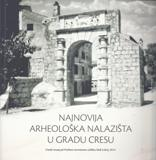 NAJNOVIJA
ARHEOLOŠKA NALAZIŠTA
U GRADU CRESU